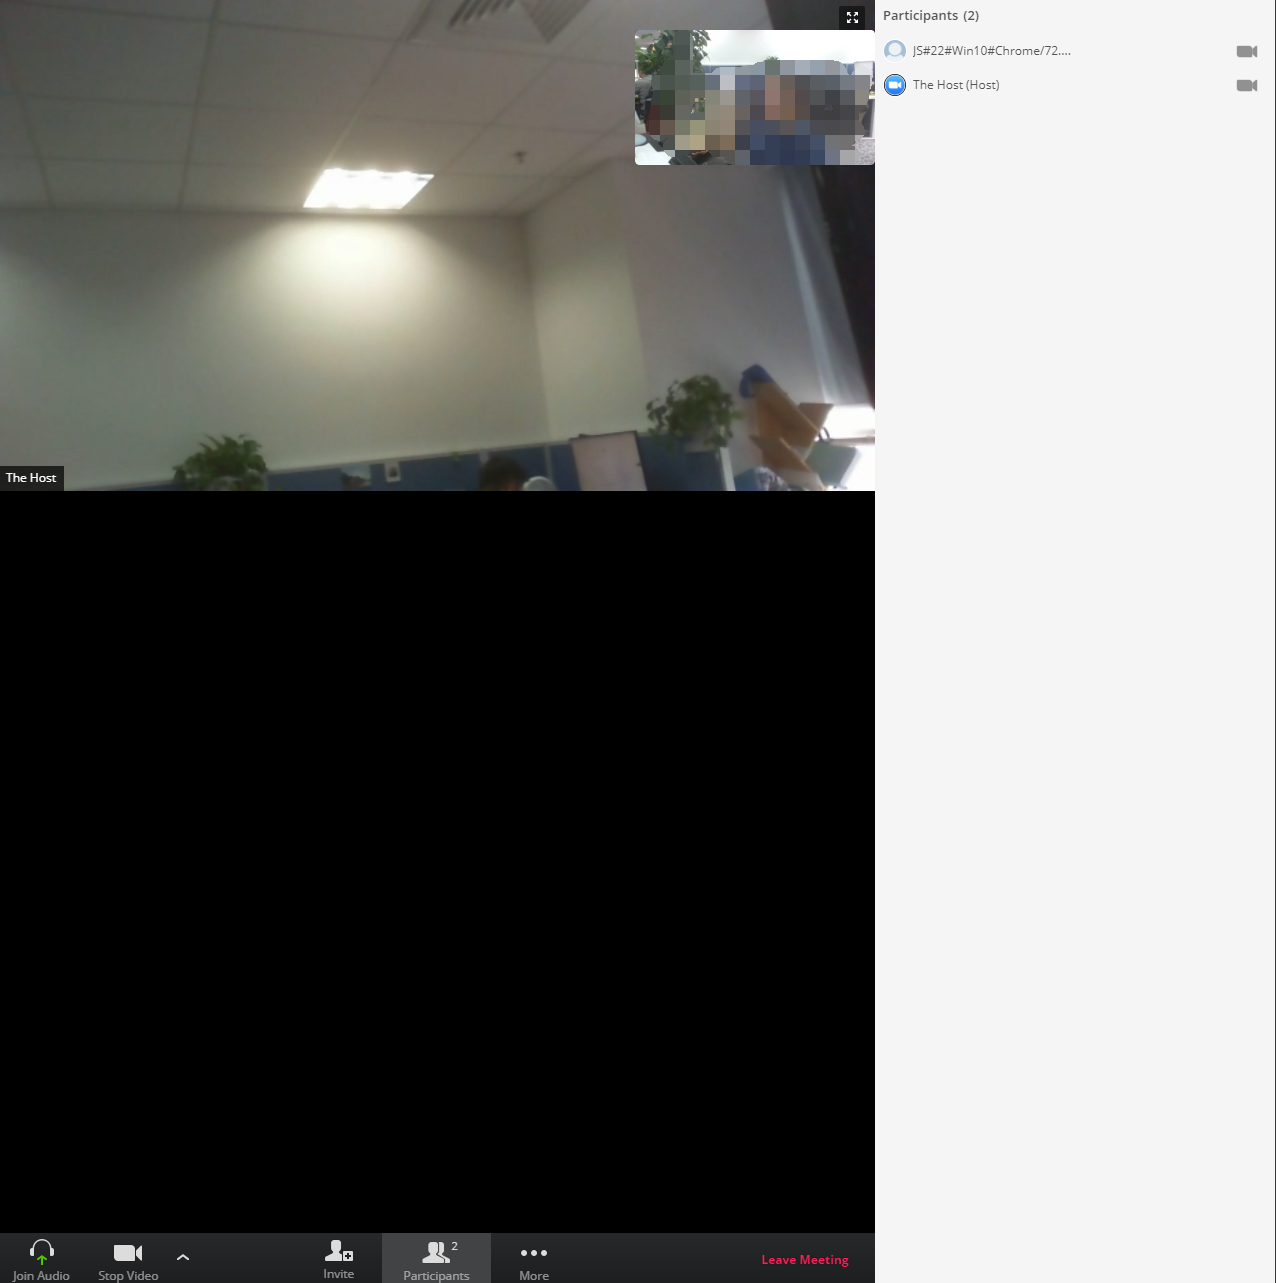 Participants (2)
JS#22#Win10#Chrome/72....
The Host (Host)
The Host
Join Audio
Stop Video
Invite
2
Participants
More
Leave Meeting